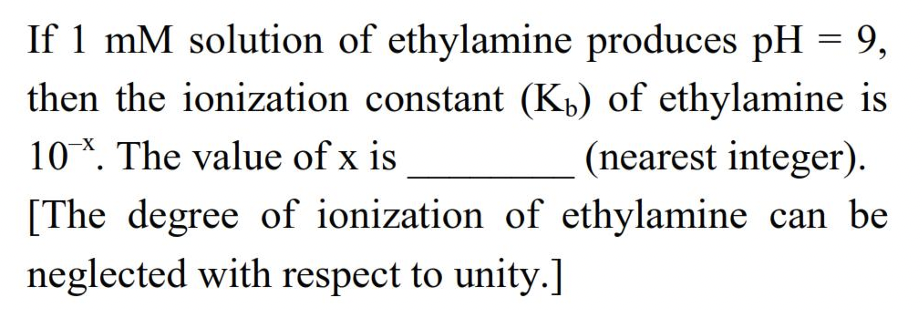 If 1 mM solution of ethylamine produces pH = 9,
then the ionization constant (K_b) of ethylamine is
10^{–x}. The value of x is ________ (nearest integer).
[The degree of ionization of ethylamine can be
neglected with respect to unity.]